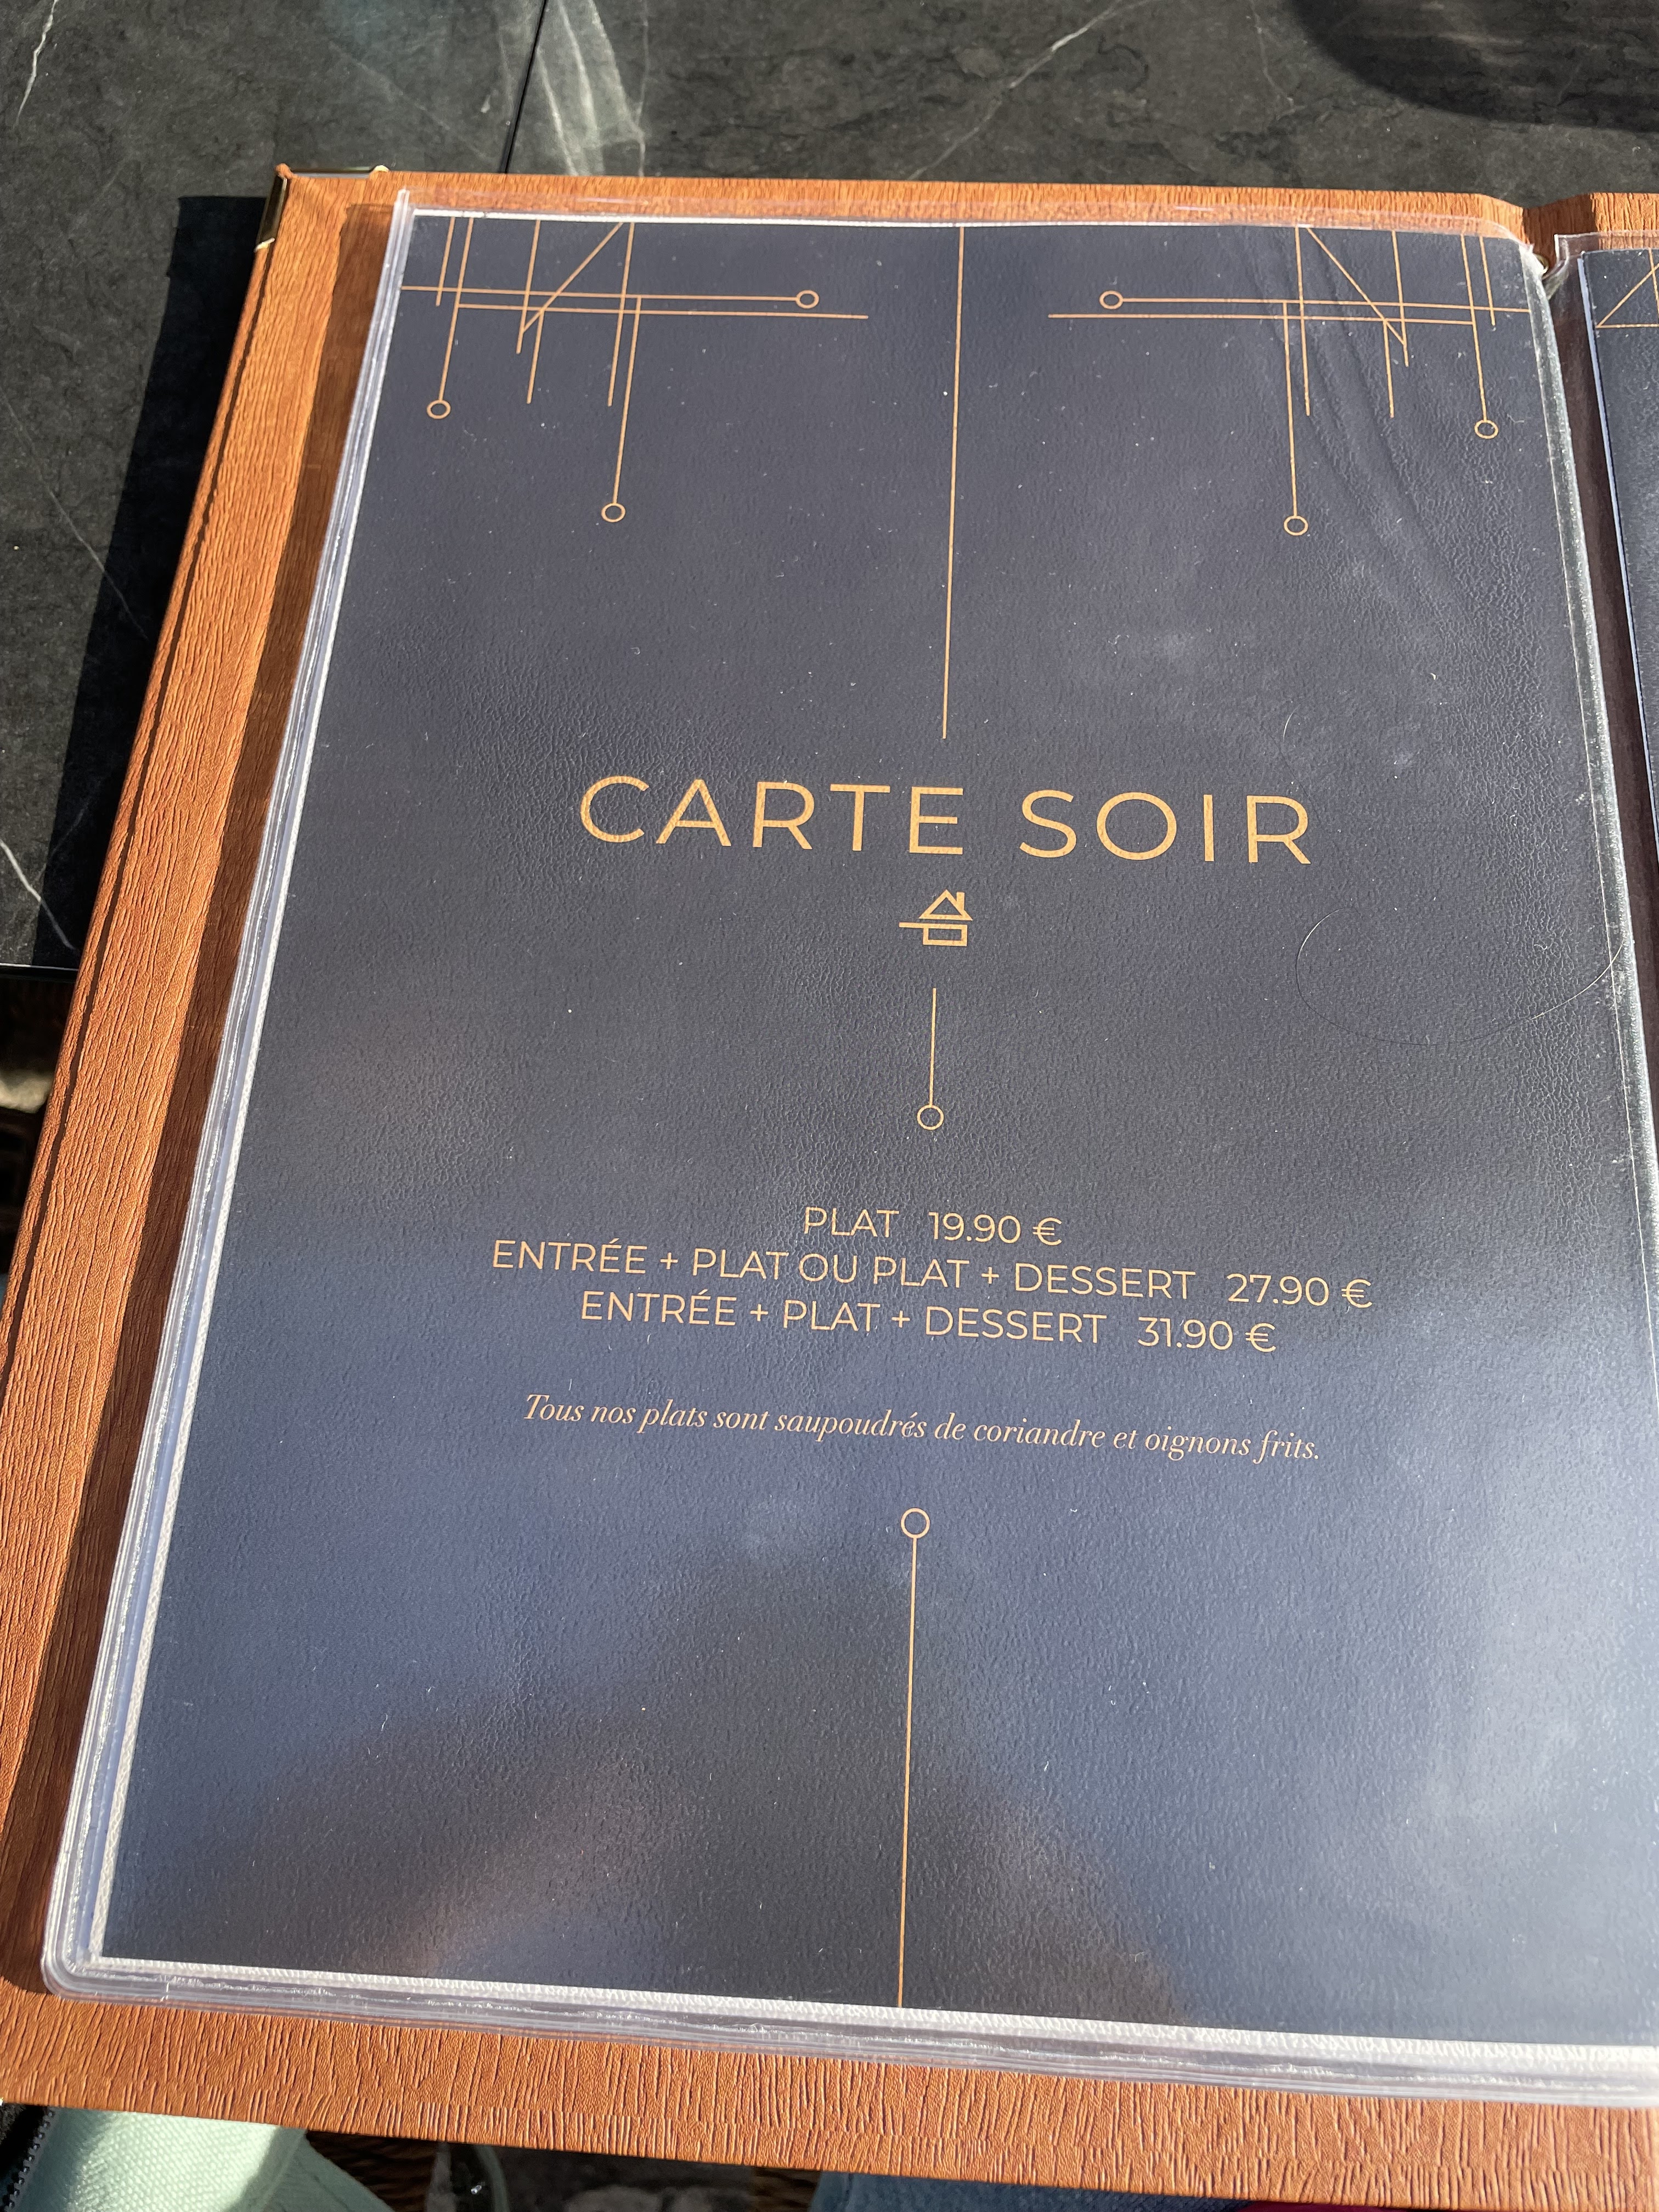 CARTE SOIR
PLAT 19.90 €
ENTRÉE + PLAT OU PLAT + DESSERT 27.90 €
ENTRÉE + PLAT + DESSERT 31.90 €
Tous nos plats sont saupoudrés de coriandre et oignons frits.